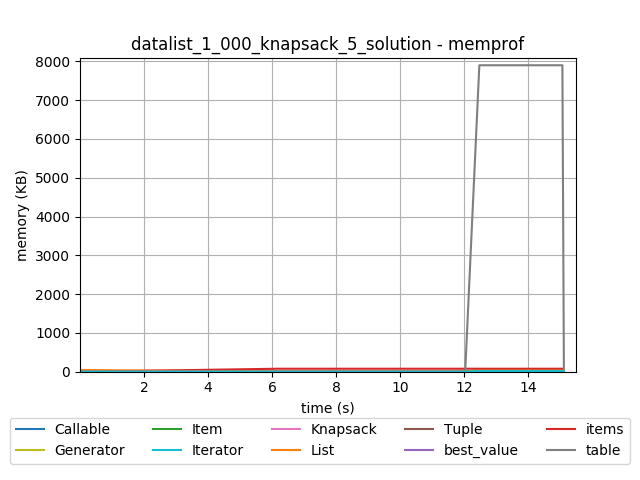 datalist_1_000_knapsack_5_solution - memprof
memory (KB)
8000
7000
6000
5000
4000
3000
2000
1000
0
2 4 6 8 10 12 14
time (s)
Callable Item Knapsack Tuple items
Generator Iterator List best_value table